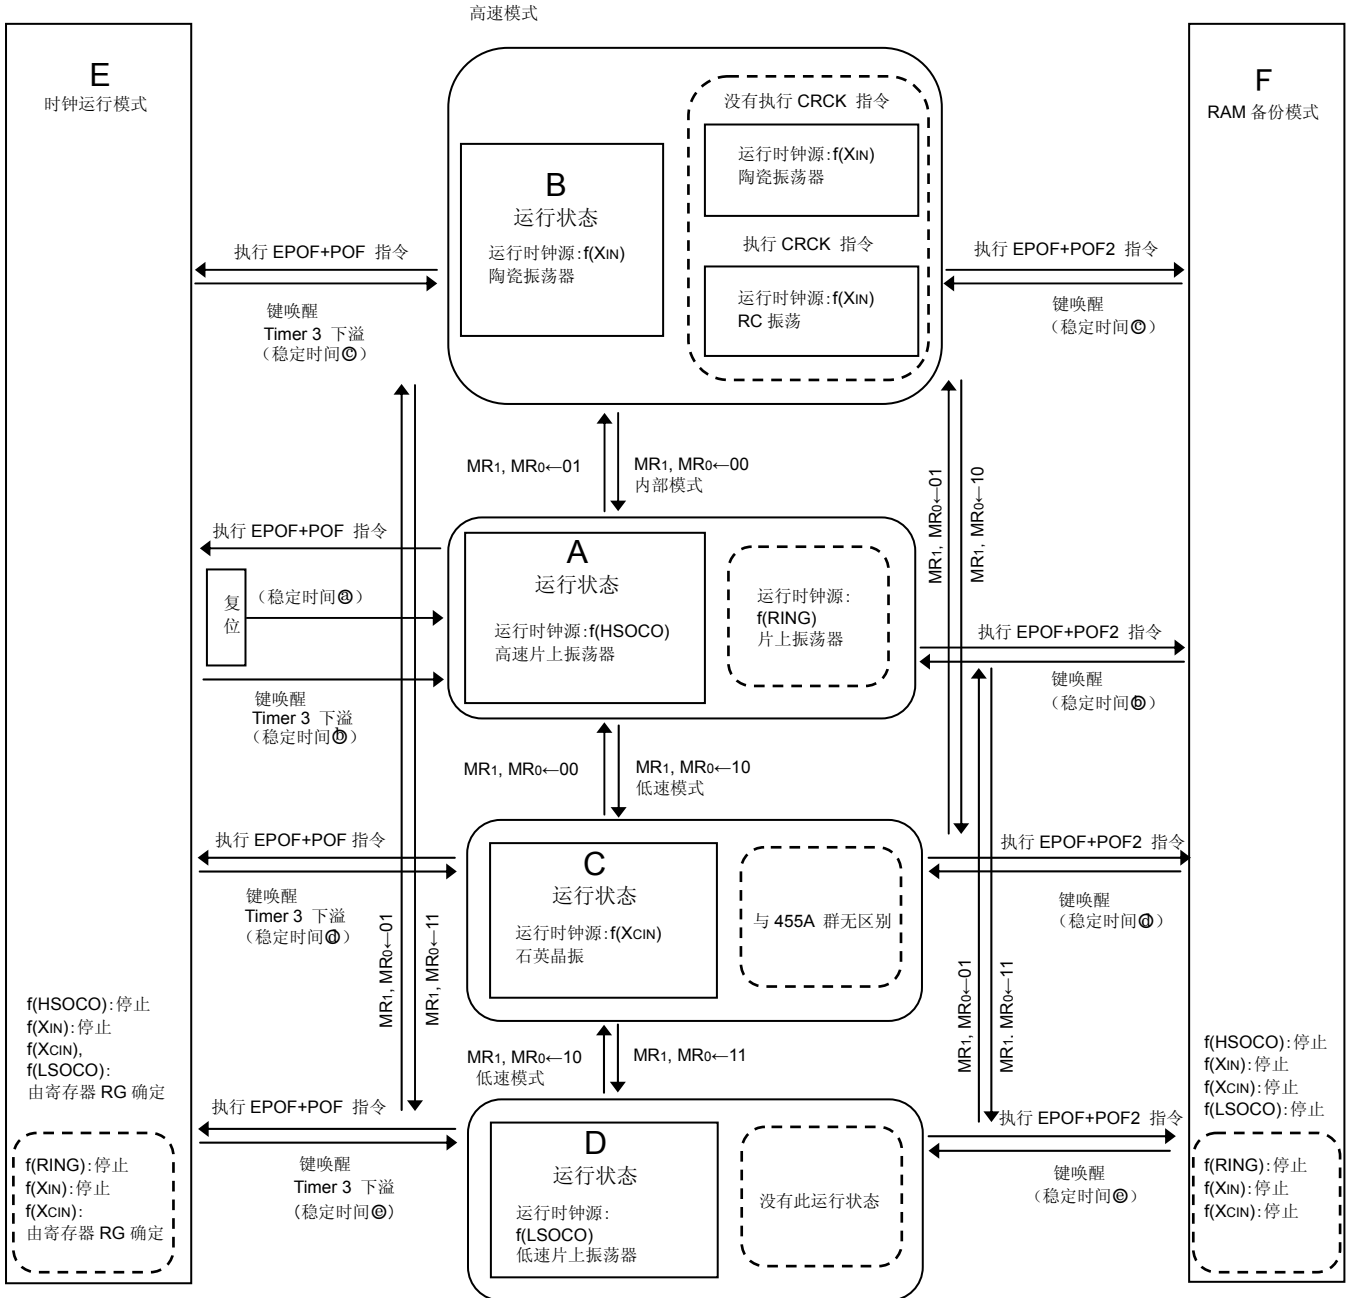 高速模式
E
时钟运行模式
F
RAM 备份模式
没有执行 CRCK 指令
运行时钟源:f(XIN)
陶瓷振荡器
执行 CRCK 指令
运行时钟源:f(XIN)
RC 振荡
B
运行状态
运行时钟源:f(XIN)
陶瓷振荡器
执行 EPOF+POF 指令
键唤醒
Timer 3 下溢
（稳定时间ⓒ）
执行 EPOF+POF2 指令
键唤醒
（稳定时间ⓒ）
MR1, MR0←01
MR1, MR0←00
内部模式
MR1, MR0←01
MR1, MR0←10
执行 EPOF+POF 指令
复
位
（稳定时间ⓐ）
键唤醒
Timer 3 下溢
（稳定时间ⓑ）
A
运行状态
运行时钟源:f(HSOCO)
高速片上振荡器
运行时钟源:
f(RING)
片上振荡器
执行 EPOF+POF2 指令
键唤醒
（稳定时间ⓑ）
MR1, MR0←00
MR1, MR0←10
低速模式
执行 EPOF+POF 指令
键唤醒
Timer 3 下溢
（稳定时间ⓓ）
MR1, MR0←01
MR1, MR0←11
C
运行状态
运行时钟源:f(XCIN)
石英晶振
与 455A 群无区别
执行 EPOF+POF2 指令
键唤醒
（稳定时间ⓓ）
MR1, MR0←01
MR1. MR0←11
f(HSOCO):停止
f(XIN):停止
f(XCIN),
f(LSOCO):
由寄存器 RG 确定
f(RING):停止
f(XIN):停止
f(XCIN):
由寄存器 RG 确定
MR1, MR0←10
低速模式
MR1, MR0←11
执行 EPOF+POF 指令
键唤醒
Timer 3 下溢
（稳定时间ⓔ）
D
运行状态
运行时钟源:
f(LSOCO)
低速片上振荡器
没有此运行状态
执行 EPOF+POF2 指令
键唤醒
（稳定时间ⓔ）
f(HSOCO):停止
f(XIN):停止
f(XCIN):停止
f(LSOCO):停止
f(RING):停止
f(XIN):停止
f(XCIN):停止